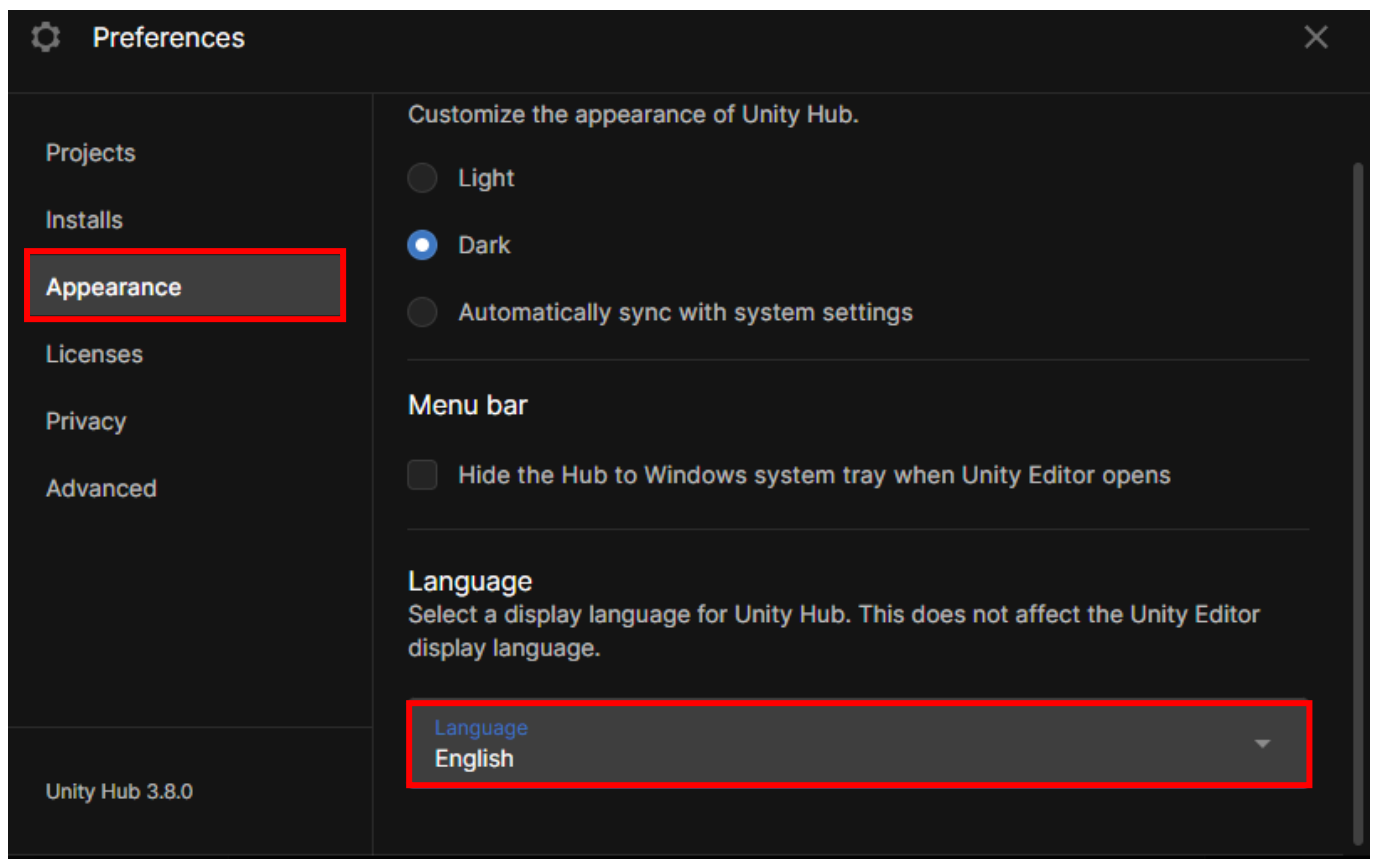 Preferences
Projects
Installs
Appearance
Licenses
Privacy
Advanced
Unity Hub 3.8.0
Customize the appearance of Unity Hub.
Light
Dark
Automatically sync with system settings
Menu bar
Hide the Hub to Windows system tray when Unity Editor opens
Language
Select a display language for Unity Hub. This does not affect the Unity Editor
display language.
Language
English